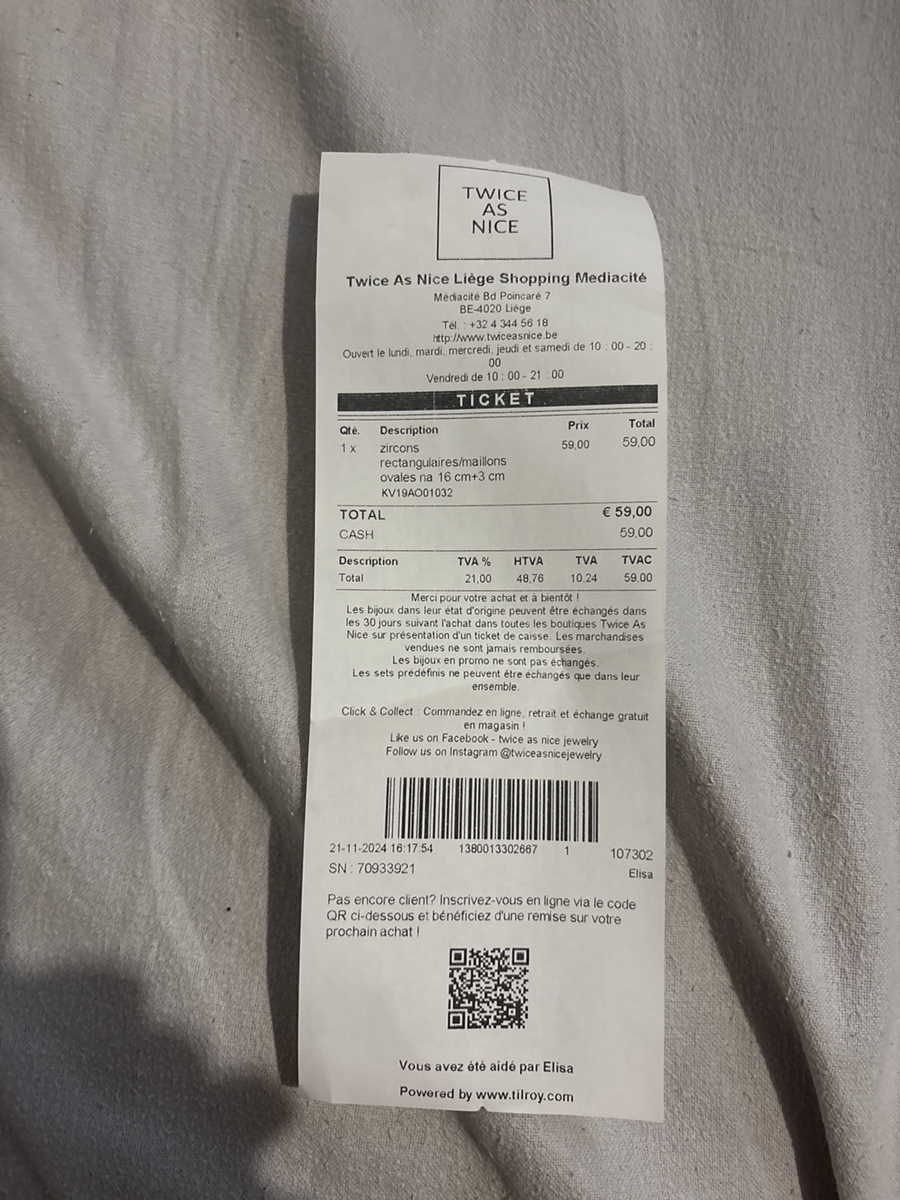 TWICE
AS
NICE
Twice As Nice Liège Shopping Mediacité
Médiacité Bd Poincaré 7
BE-4020 Liège
Tél. : +32 4 344 56 18
http://www.twiceasnice.be
Ouvert le lundi, mardi, mercredi, jeudi et samedi de 10 : 00 - 20 :
00
Vendredi de 10 : 00 - 21 : 00
TICKET
Qté. Description Prix Total
1 x zircons 59,00 59,00
rectangulaires/maillons
ovales na 16 cm+3 cm
KV19AO01032
TOTAL € 59,00
CASH 59,00
Description TVA % HTVA TVA TVAC
Total 21,00 48,76 10,24 59,00
Merci pour votre achat et à bientôt !
Les bijoux dans leur état d'origine peuvent être échangés dans
les 30 jours suivant l'achat dans toutes les boutiques Twice As
Nice sur présentation d'un ticket de caisse. Les marchandises
vendues ne sont jamais remboursées.
Les bijoux en promo ne sont pas échangés.
Les sets prédéfinis ne peuvent être échangés que dans leur
ensemble.
Click & Collect : Commandez en ligne, retrait et échange gratuit
en magasin !
Like us on Facebook - twice as nice jewelry
Follow us on Instagram @twiceasnicejewelry
21-11-2024 16:17:54 1380013302667 1 107302
SN : 70933921 Elisa
Pas encore client? Inscrivez-vous en ligne via le code
QR ci-dessous et bénéficiez d'une remise sur votre
prochain achat !
Vous avez été aidé par Elisa
Powered by www.tilroy.com